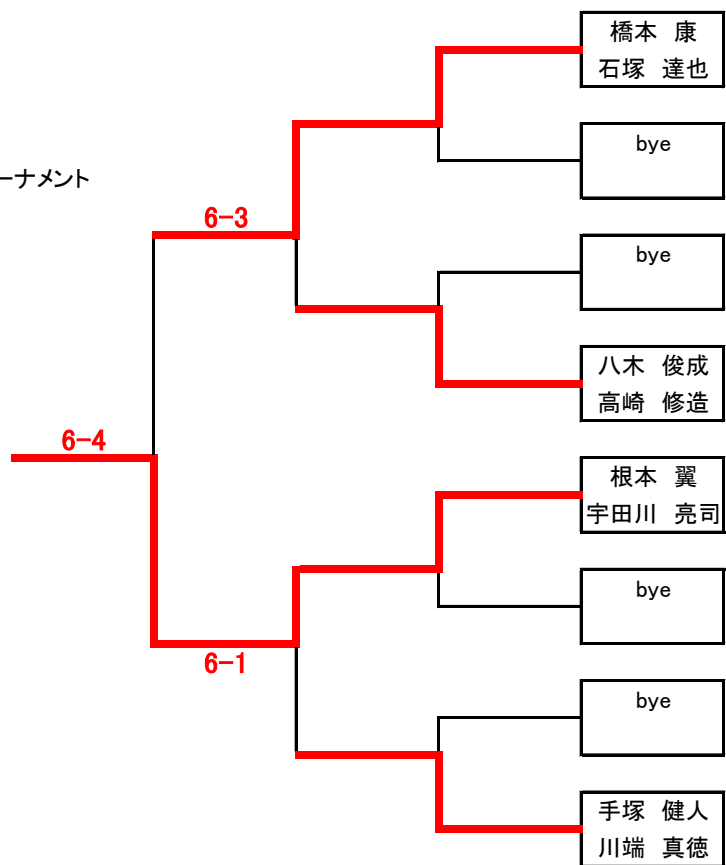 橋本 康
石塚 達也
bye
ーナメント
6-3
bye
八木 俊成
高崎 修造
6-4
根本 翼
宇田川 亮司
bye
6-1
bye
手塚 健人
川端 真徳